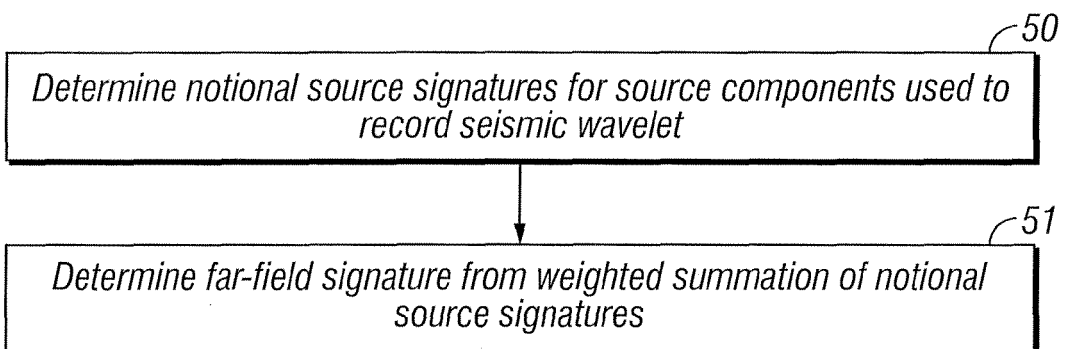 50
Determine notional source signatures for source components used to
record seismic wavelet
51
Determine far-field signature from weighted summation of notional
source signatures